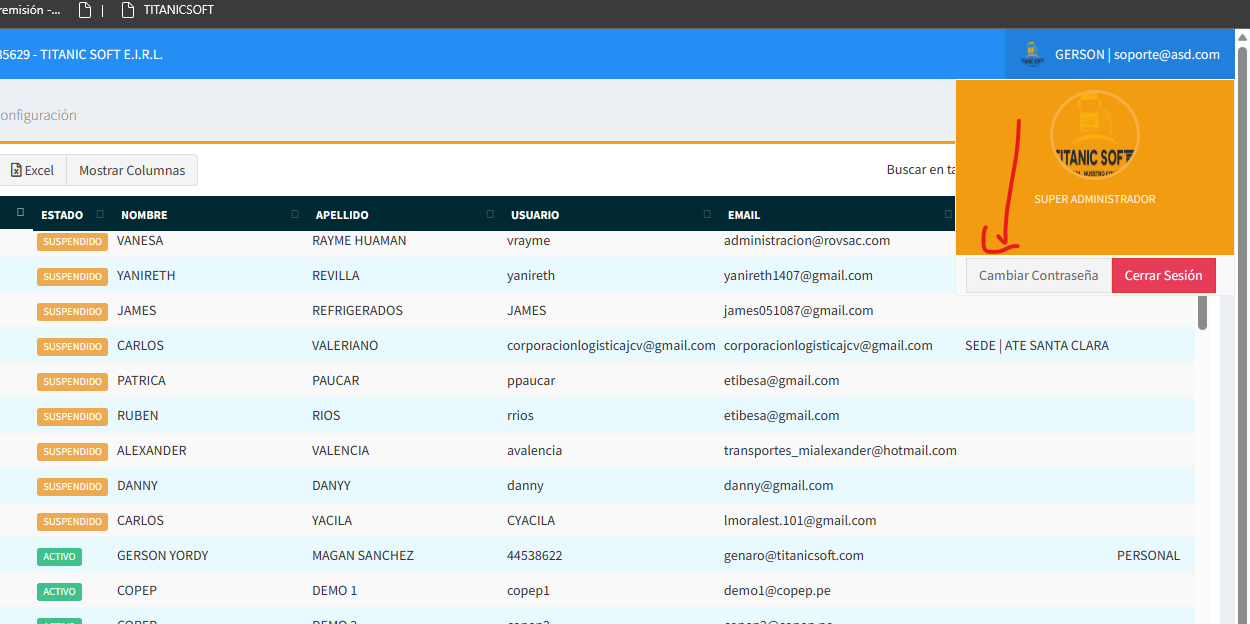 remisión -... | TITANICSOFT
35629 - TITANIC SOFT E.I.R.L. GERSON | soporte@asd.com
onfiguración
TITANIC SOFT
SUPER ADMINISTRADOR
Cambiar Contraseña Cerrar Sesión
Excel Mostrar Columnas Buscar en ta
ESTADO NOMBRE APELLIDO USUARIO EMAIL
SUSPENDIDO VANESA RAYME HUAMAN vrayme administracion@rovsac.com
SUSPENDIDO YANIRETH REVILLA yanireth yanireth1407@gmail.com
SUSPENDIDO JAMES REFRIGERADOS JAMES james051087@gmail.com
SUSPENDIDO CARLOS VALERIANO corporacionlogisticajcv@gmail.com corporacionlogisticajcv@gmail.com SEDE | ATE SANTA CLARA
SUSPENDIDO PATRICA PAUCAR ppaucar etibesa@gmail.com
SUSPENDIDO RUBEN RIOS rrios etibesa@gmail.com
SUSPENDIDO ALEXANDER VALENCIA avalencia transportes_mialexander@hotmail.com
SUSPENDIDO DANNY DANYY danny danny@gmail.com
SUSPENDIDO CARLOS YACILA CYACILA lmoralest.101@gmail.com
ACTIVO GERSON YORDY MAGAN SANCHEZ 44538622 genaro@titanicsoft.com PERSONAL
ACTIVO COPEP DEMO 1 copep1 demo1@copep.pe